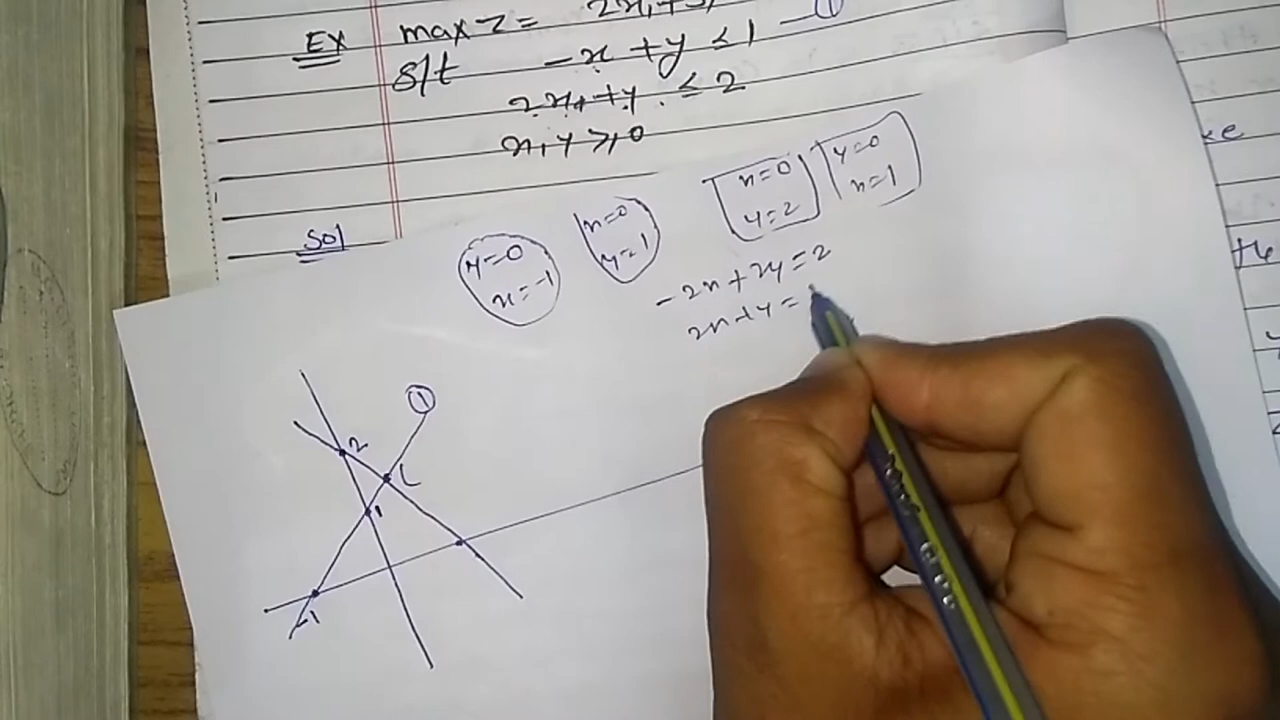 EX max Z = 2x₁+
s/t -x + y ≤ 1 —①
2x₁+y ≤ 2
x, y ≥ 0
Sol
x=0
y=2
y=0
x=1
x=0
y=1
y=0
x=-1
-2x+2y=2
2x+y=
①
2
C
1
-1